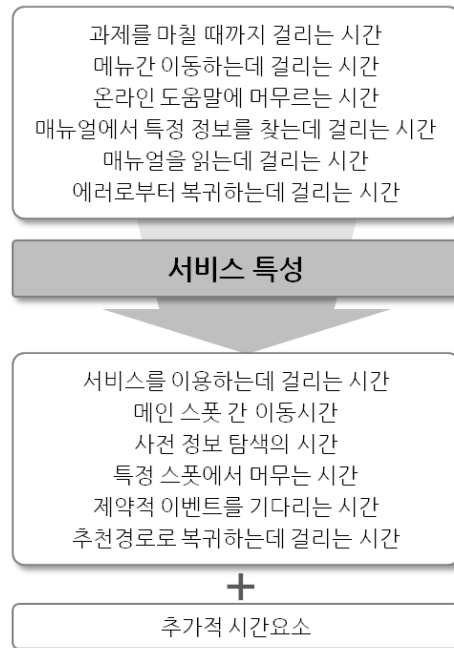 과제를 마칠 때까지 걸리는 시간
메뉴간 이동하는데 걸리는 시간
온라인 도움말에 머무르는 시간
매뉴얼에서 특정 정보를 찾는데 걸리는 시간
매뉴얼을 읽는데 걸리는 시간
에러로부터 복귀하는데 걸리는 시간
서비스 특성
서비스를 이용하는데 걸리는 시간
메인 스폿 간 이동시간
사전 정보 탐색의 시간
특정 스폿에서 머무는 시간
제약적 이벤트를 기다리는 시간
추천경로로 복귀하는데 걸리는 시간
+
추가적 시간요소